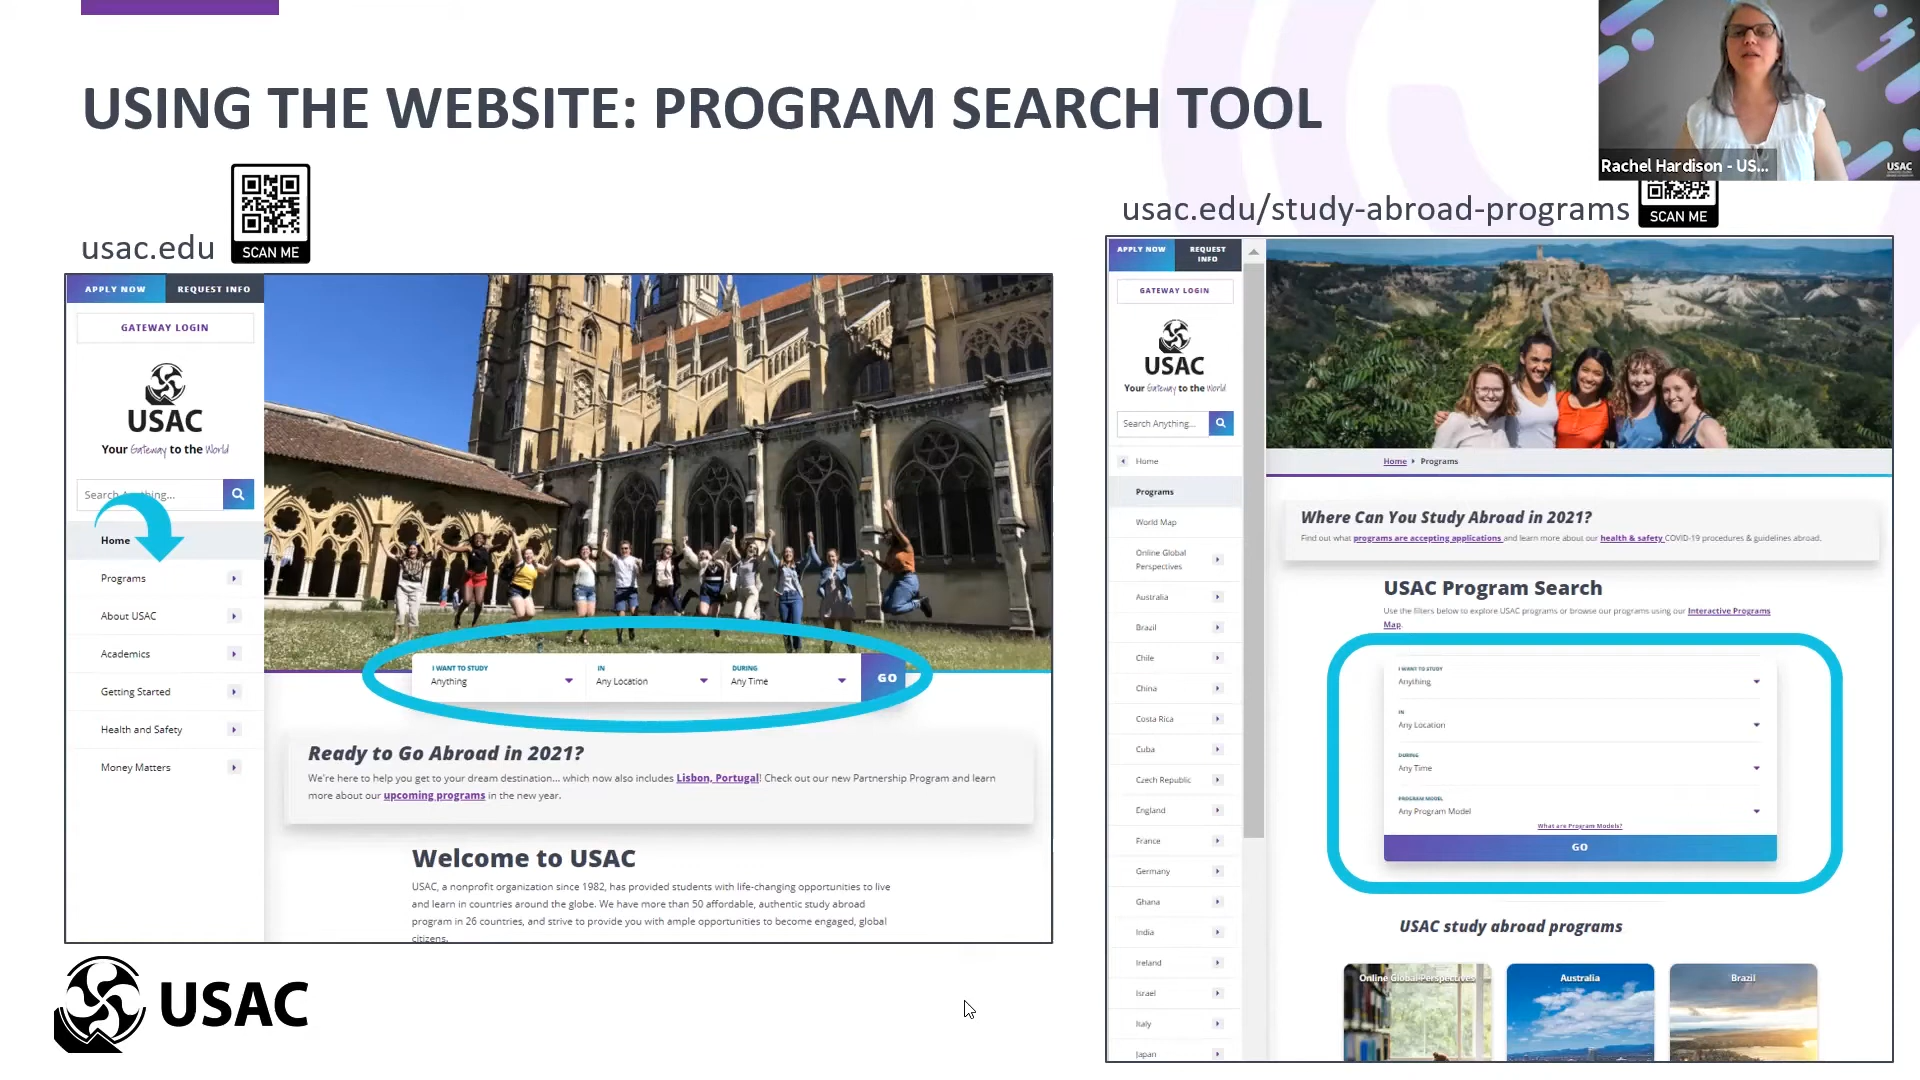 USING THE WEBSITE: PROGRAM SEARCH TOOL
Rachel Hardison - US...
USAC
usac.edu
SCAN ME
usac.edu/study-abroad-programs
SCAN ME
APPLY NOW
REQUEST INFO
GATEWAY LOGIN
USAC
Your Gateway to the World
Search Anything...
Home
Programs
About USAC
Academics
Getting Started
Health and Safety
Money Matters
I WANT TO STUDY
Anything
IN
Any Location
DURING
Any Time
GO
Ready to Go Abroad in 2021?
We're here to help you get to your dream destination... which now also includes Lisbon, Portugal! Check out our new Partnership Program and learn
more about our upcoming programs in the new year.
Welcome to USAC
USAC, a nonprofit organization since 1982, has provided students with life-changing opportunities to live
and learn in countries around the globe. We have more than 50 affordable, authentic study abroad
program in 26 countries, and strive to provide you with ample opportunities to become engaged, global
citizens.
USAC
APPLY NOW
REQUEST
INFO
GATEWAY LOGIN
USAC
Your Gateway to the World
Search Anything...
Home
Programs
World Map
Online Global
Perspectives
Australia
Brazil
Chile
China
Costa Rica
Cuba
Czech Republic
England
France
Germany
Ghana
India
Ireland
Israel
Italy
Japan
Home
Programs
Where Can You Study Abroad in 2021?
Find out what programs are accepting applications and learn more about our health & safety COVID-19 procedures & guidelines abroad.
USAC Program Search
Use the filters below to explore USAC programs or browse our programs using our Interactive Programs
Map.
I WANT TO STUDY
Anything
IN
Any Location
DURING
Any Time
PROGRAM MODEL
Any Program Model
What are Program Models?
GO
USAC study abroad programs
Online Global Perspectives
Australia
Brazil